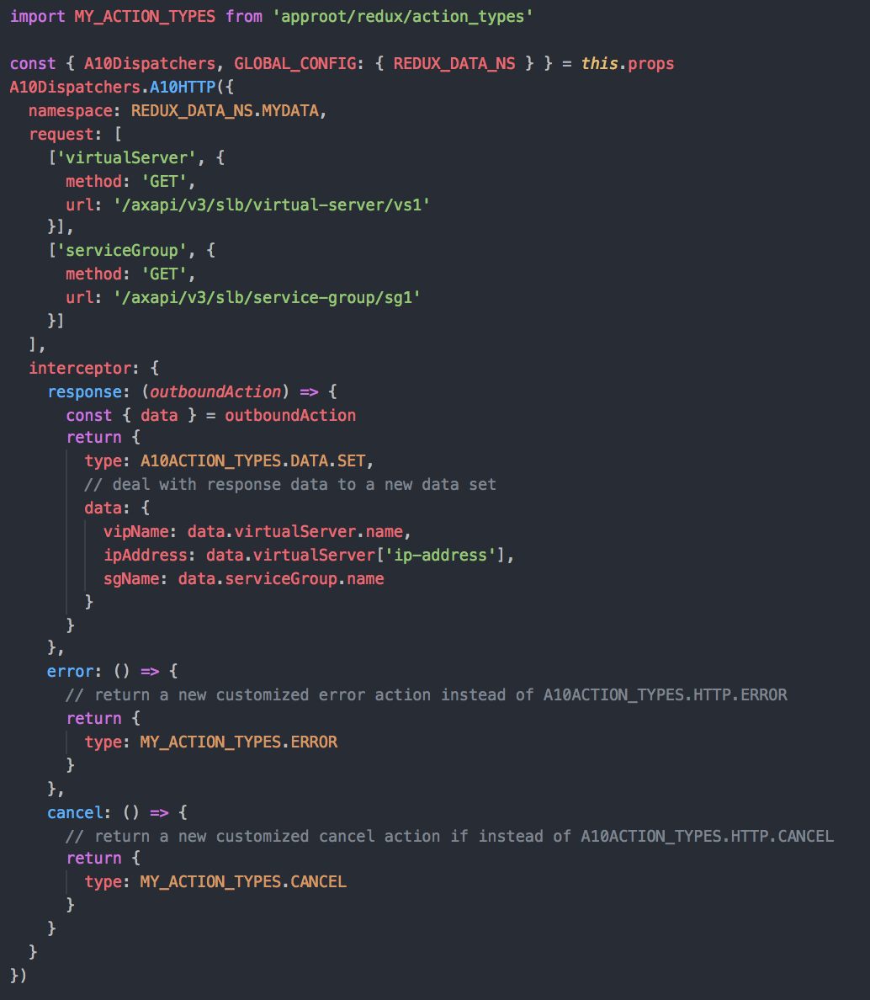 import MY_ACTION_TYPES from 'approot/redux/action_types'

const { A10Dispatchers, GLOBAL_CONFIG: { REDUX_DATA_NS } } = this.props
A10Dispatchers.A10HTTP({
  namespace: REDUX_DATA_NS.MYDATA,
  request: [
    ['virtualServer', {
      method: 'GET',
      url: '/axapi/v3/slb/virtual-server/vs1'
    }],
    ['serviceGroup', {
      method: 'GET',
      url: '/axapi/v3/slb/service-group/sg1'
    }]
  ],
  interceptor: {
    response: (outboundAction) => {
      const { data } = outboundAction
      return {
        type: A10ACTION_TYPES.DATA.SET,
        // deal with response data to a new data set
        data: {
          vipName: data.virtualServer.name,
          ipAddress: data.virtualServer['ip-address'],
          sgName: data.serviceGroup.name
        }
      }
    },
    error: () => {
      // return a new customized error action instead of A10ACTION_TYPES.HTTP.ERROR
      return {
        type: MY_ACTION_TYPES.ERROR
      }
    },
    cancel: () => {
      // return a new customized cancel action if instead of A10ACTION_TYPES.HTTP.CANCEL
      return {
        type: MY_ACTION_TYPES.CANCEL
      }
    }
  }
})